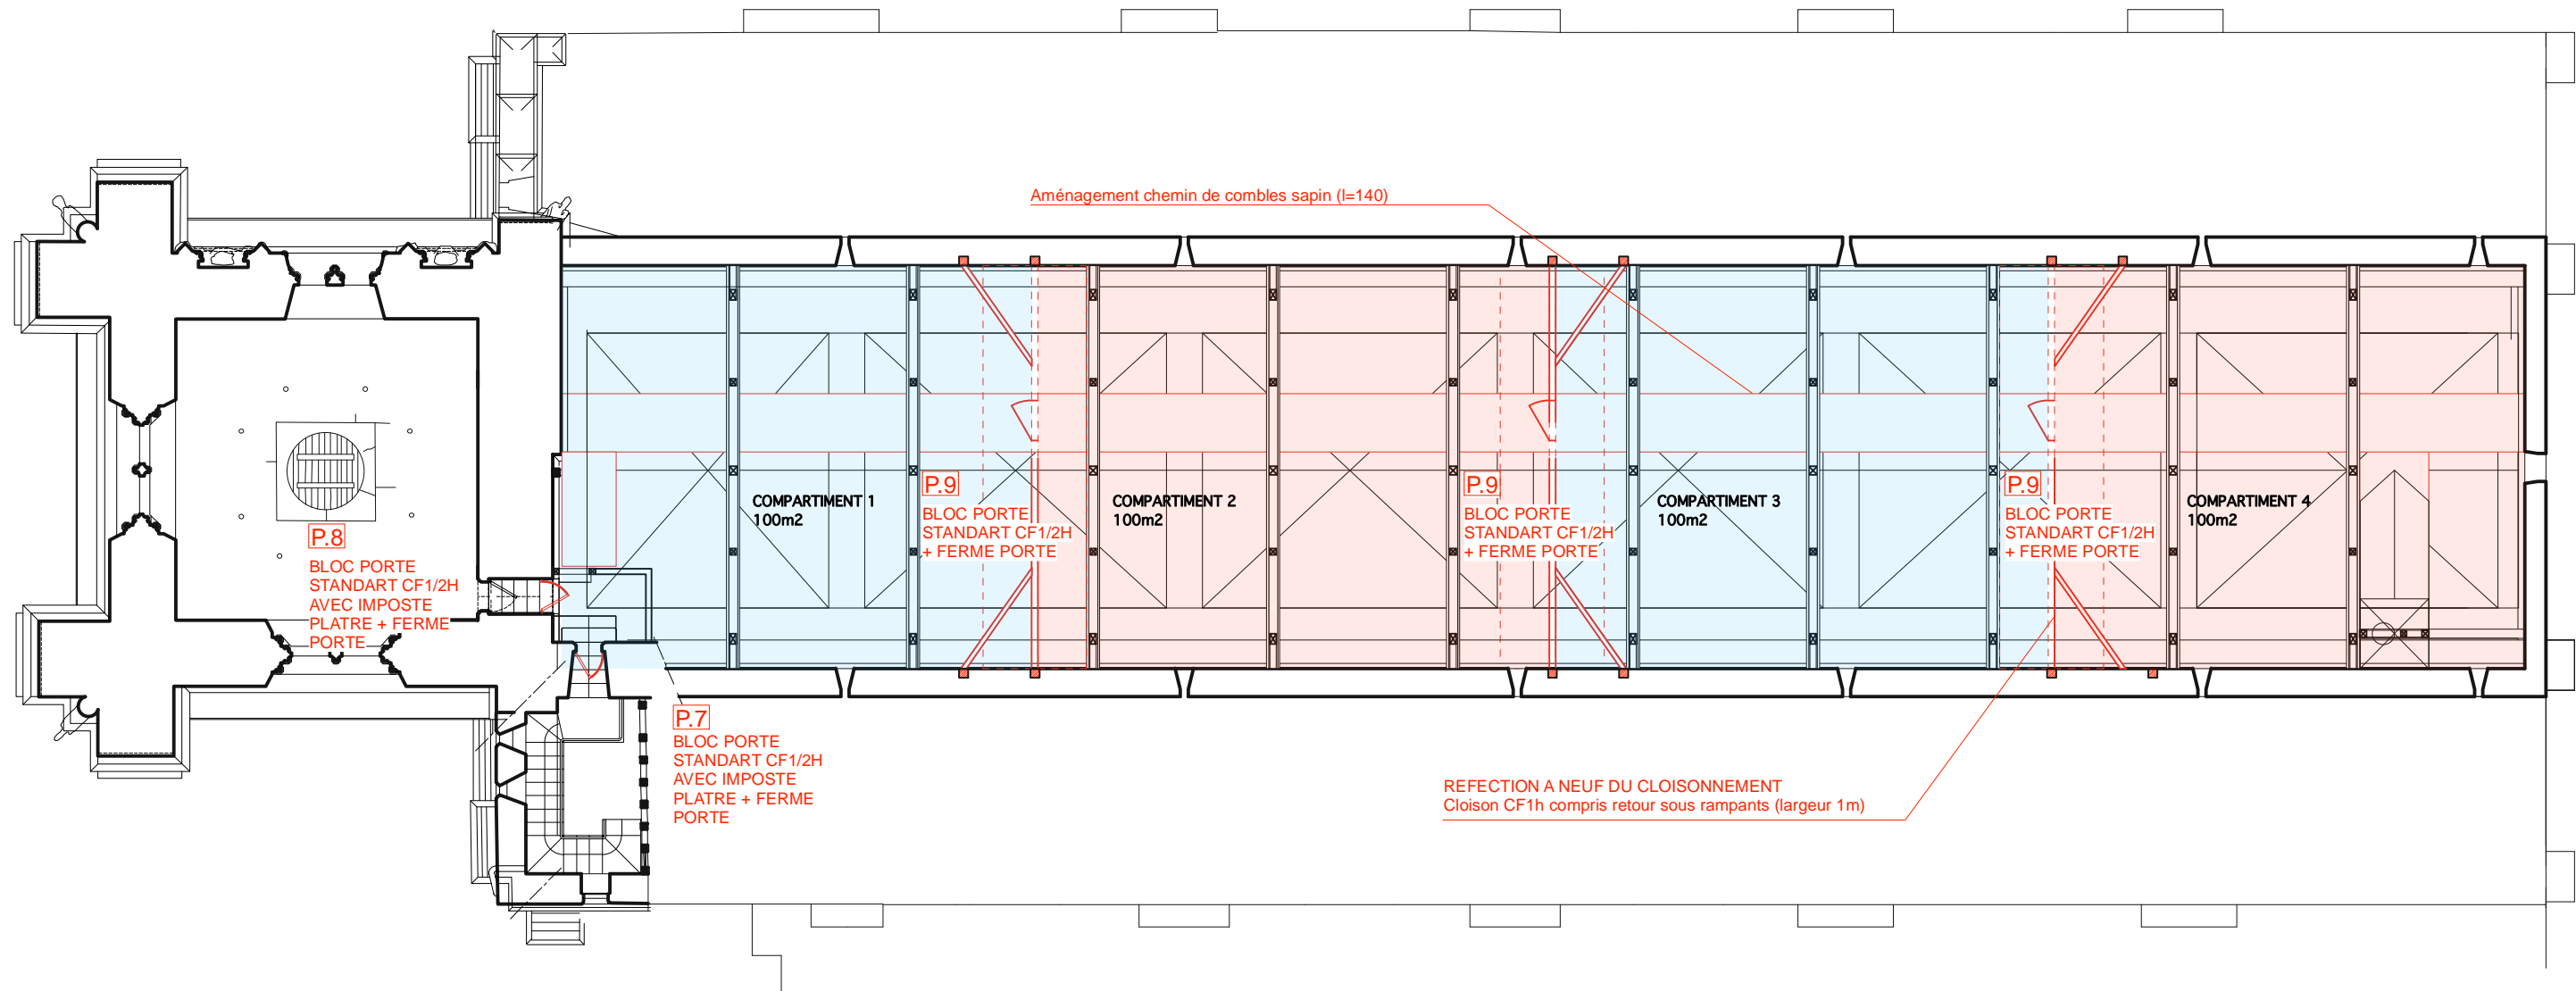 Aménagement chemin de combles sapin (l=140)
COMPARTIMENT 1
100m2
P.9
BLOC PORTE
STANDART CF1/2H
+ FERME PORTE
COMPARTIMENT 2
100m2
P.9
BLOC PORTE
STANDART CF1/2H
+ FERME PORTE
COMPARTIMENT 3
100m2
P.9
BLOC PORTE
STANDART CF1/2H
+ FERME PORTE
COMPARTIMENT 4
100m2
P.8
BLOC PORTE
STANDART CF1/2H
AVEC IMPOSTE
PLATRE + FERME
PORTE
P.7
BLOC PORTE
STANDART CF1/2H
AVEC IMPOSTE
PLATRE + FERME
PORTE
REFECTION A NEUF DU CLOISONNEMENT
Cloison CF1h compris retour sous rampants (largeur 1m)